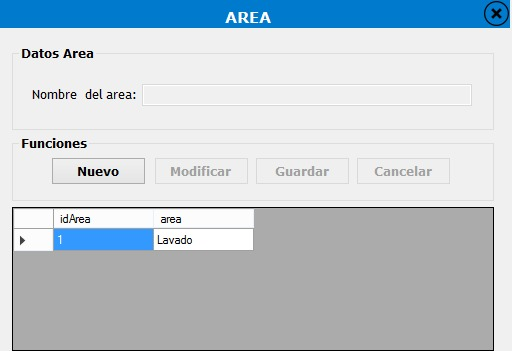 AREA
Datos Area
Nombre del area:
Funciones
Nuevo Modificar Guardar Cancelar
idArea area
1 Lavado